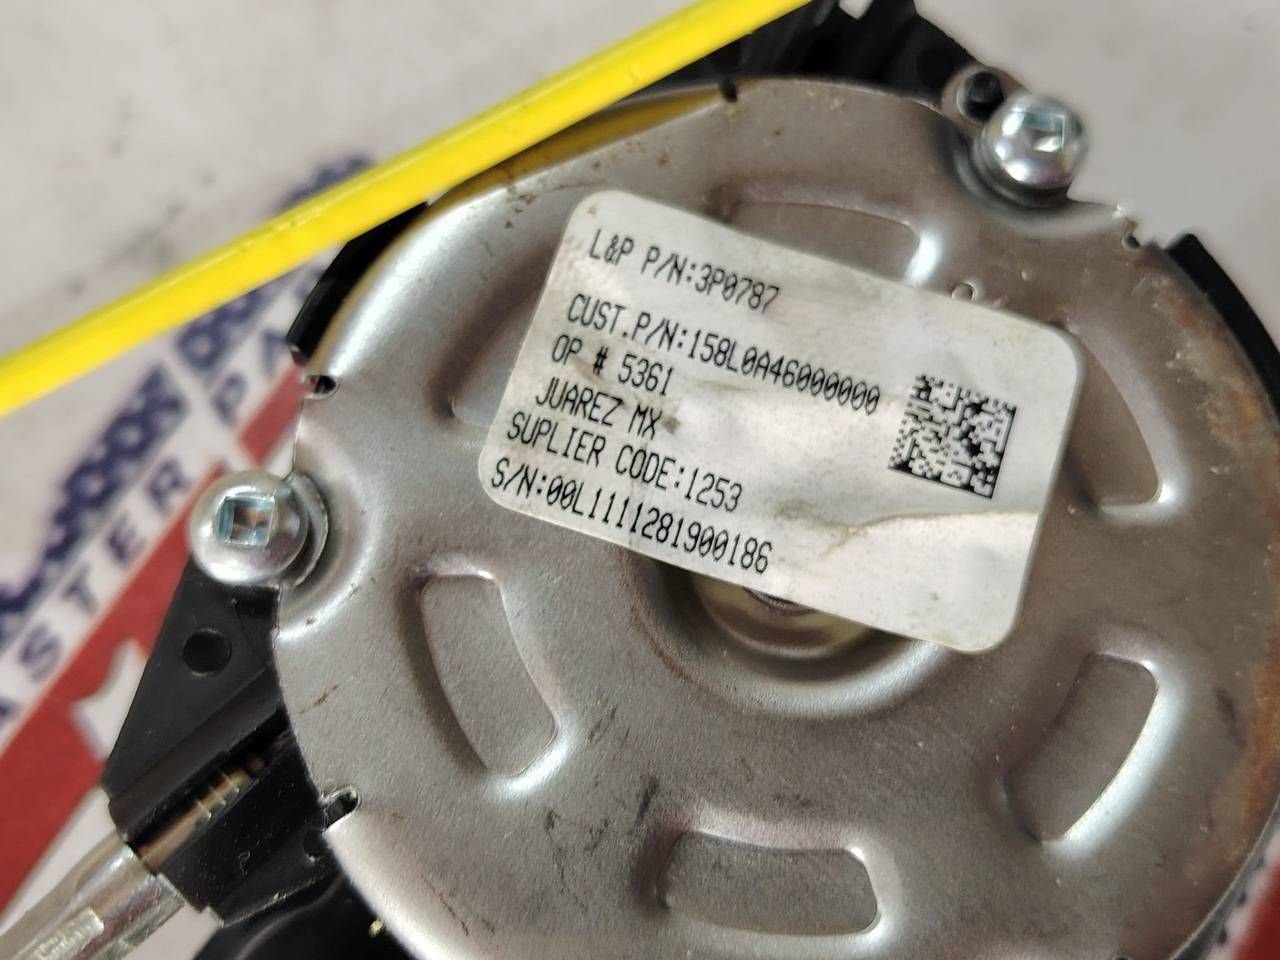 L&P P/N:3P0787
CUST.P/N:158L0A46000000
OP # 5361
JUAREZ MX
SUPLIER CODE:1253
S/N:00L1111281900186